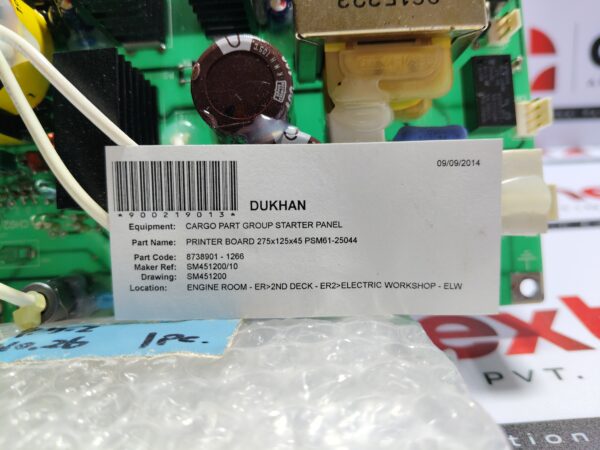 09/09/2014
*900219013*
DUKHAN
Equipment: CARGO PART GROUP STARTER PANEL
Part Name: PRINTER BOARD 275x125x45 PSM61-25044
Part Code: 8738901 - 1266
Maker Ref: SM451200/10
Drawing: SM451200
Location: ENGINE ROOM - ER>2ND DECK - ER2>ELECTRIC WORKSHOP - ELW
1pc.
PVT.